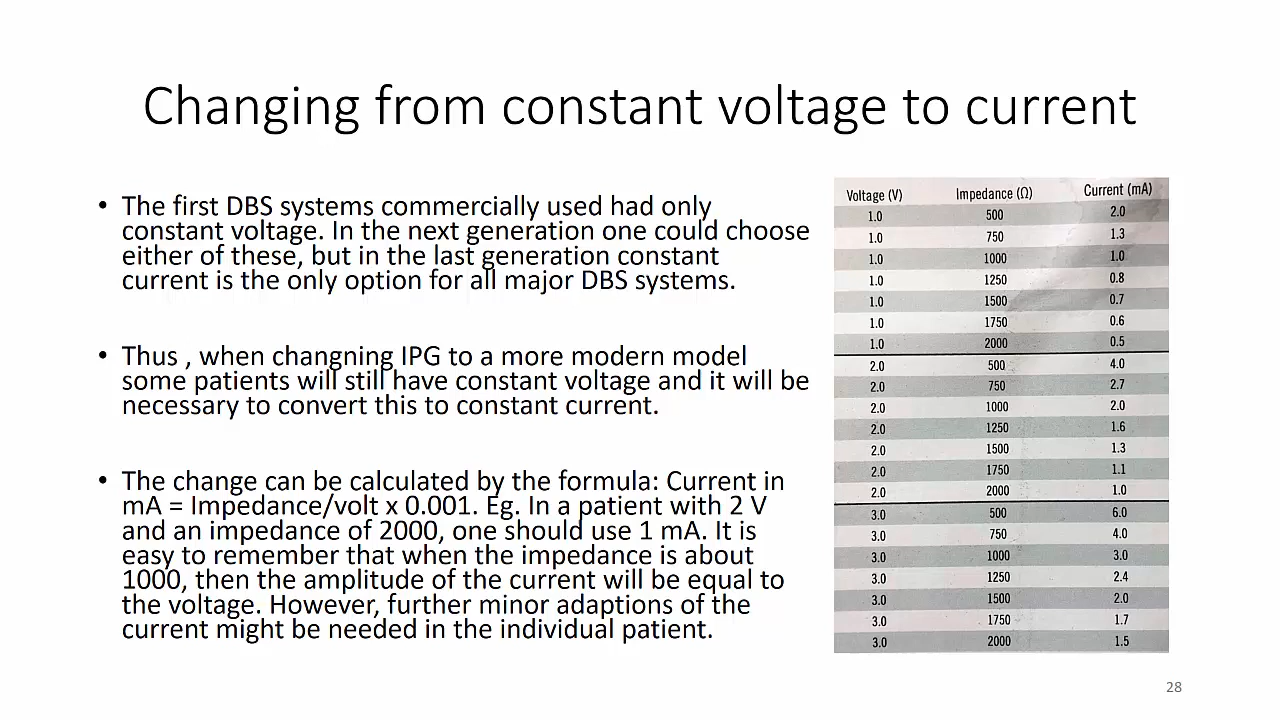 Changing from constant voltage to current
• The first DBS systems commercially used had only
constant voltage. In the next generation one could choose
either of these, but in the last generation constant
current is the only option for all major DBS systems.
• Thus , when changning IPG to a more modern model
some patients will still have constant voltage and it will be
necessary to convert this to constant current.
• The change can be calculated by the formula: Current in
mA = Impedance/volt x 0.001. Eg. In a patient with 2 V
and an impedance of 2000, one should use 1 mA. It is
easy to remember that when the impedance is about
1000, then the amplitude of the current will be equal to
the voltage. However, further minor adaptions of the
current might be needed in the individual patient.
Voltage (V) Impedance (Ω) Current (mA)
1.0 500 2.0
1.0 750 1.3
1.0 1000 1.0
1.0 1250 0.8
1.0 1500 0.7
1.0 1750 0.6
1.0 2000 0.5
2.0 500 4.0
2.0 750 2.7
2.0 1000 2.0
2.0 1250 1.6
2.0 1500 1.3
2.0 1750 1.1
2.0 2000 1.0
3.0 500 6.0
3.0 750 4.0
3.0 1000 3.0
3.0 1250 2.4
3.0 1500 2.0
3.0 1750 1.7
3.0 2000 1.5
28